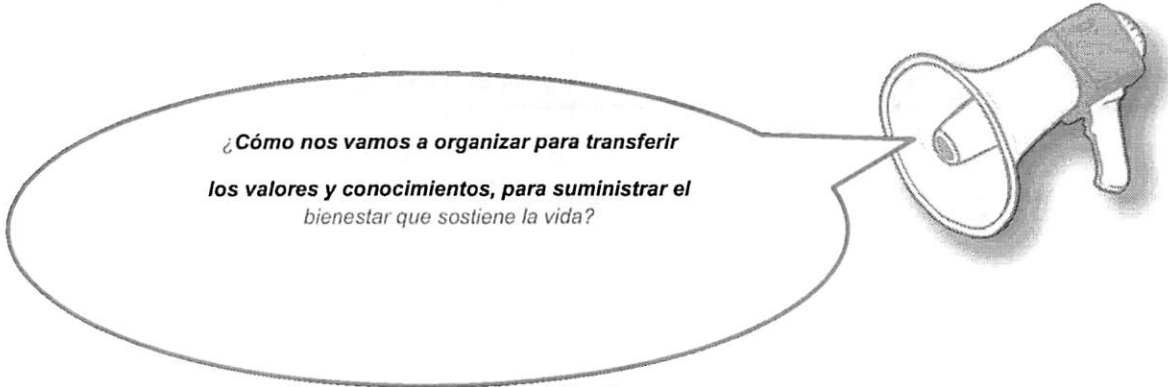 ¿Cómo nos vamos a organizar para transferir
los valores y conocimientos, para suministrar el
bienestar que sostiene la vida?